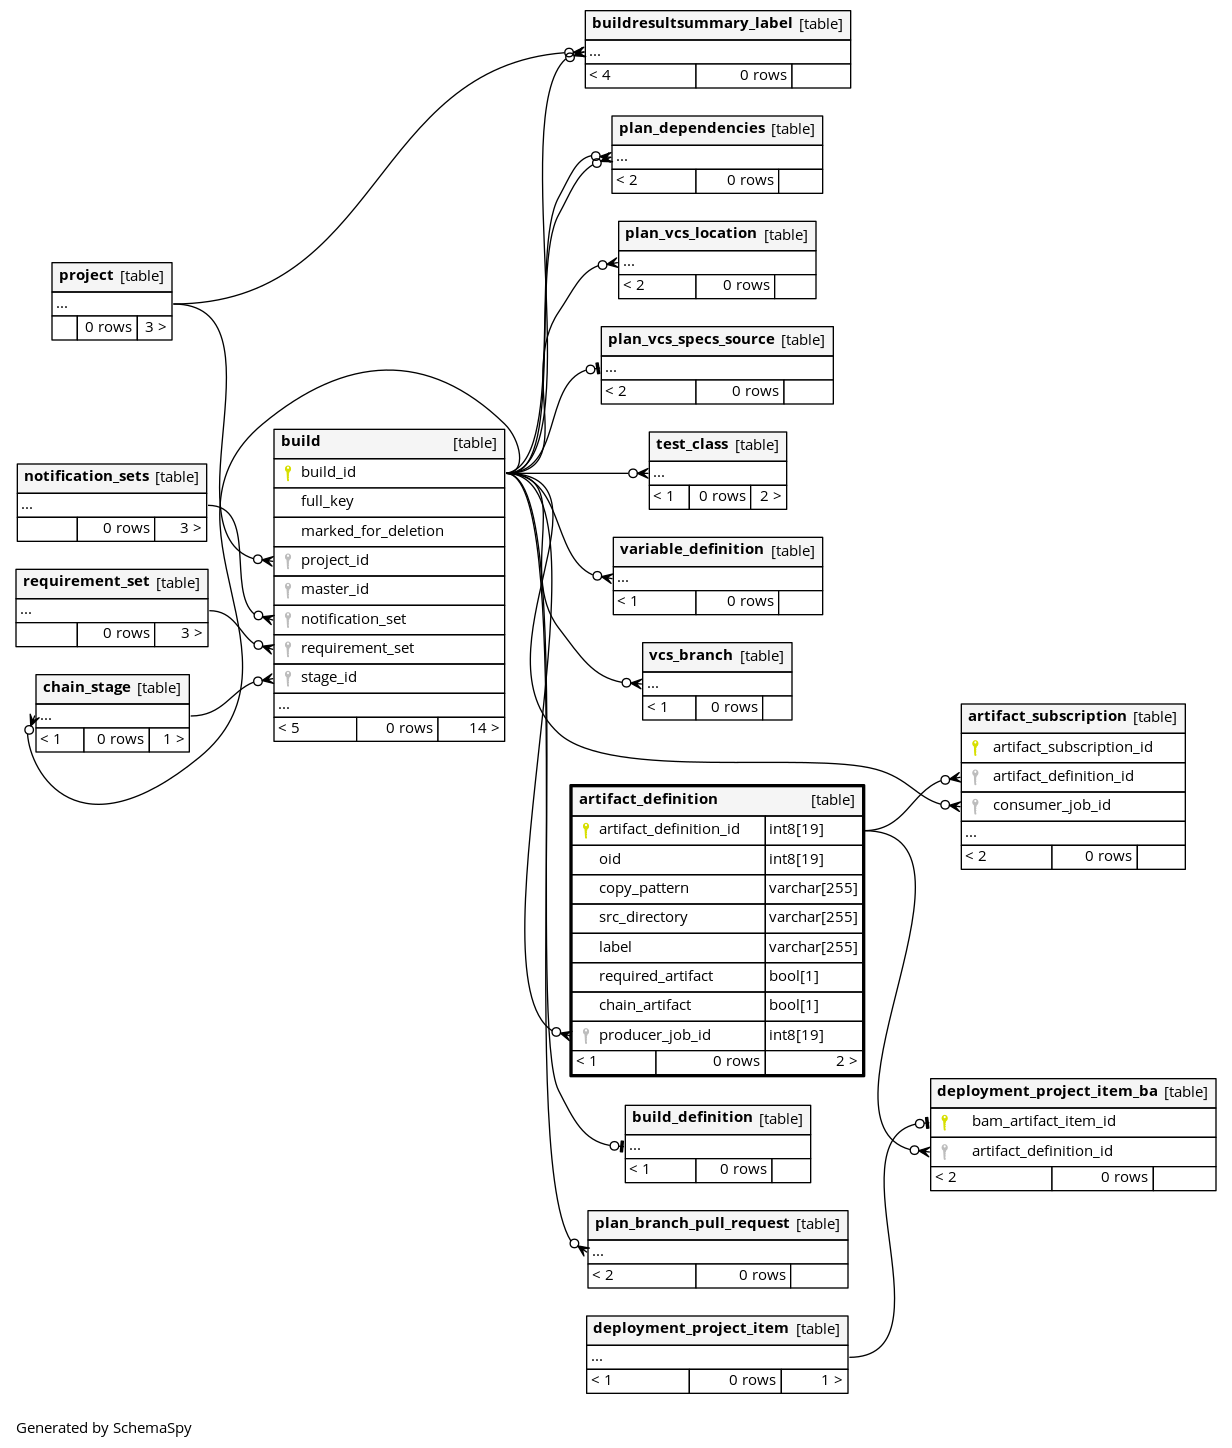 buildresultsummary_label [table]
...
< 4 0 rows
plan_dependencies [table]
...
< 2 0 rows
plan_vcs_location [table]
...
< 2 0 rows
project [table]
...
0 rows 3 >
plan_vcs_specs_source [table]
...
< 2 0 rows
build [table]
build_id
full_key
marked_for_deletion
project_id
master_id
notification_set
requirement_set
stage_id
...
< 5 0 rows 14 >
test_class [table]
...
< 1 0 rows 2 >
notification_sets [table]
...
0 rows 3 >
variable_definition [table]
...
< 1 0 rows
requirement_set [table]
...
0 rows 3 >
vcs_branch [table]
...
< 1 0 rows
chain_stage [table]
...
< 1 0 rows 1 >
artifact_subscription [table]
artifact_subscription_id
artifact_definition_id
consumer_job_id
...
< 2 0 rows
artifact_definition [table]
artifact_definition_id int8[19]
oid int8[19]
copy_pattern varchar[255]
src_directory varchar[255]
label varchar[255]
required_artifact bool[1]
chain_artifact bool[1]
producer_job_id int8[19]
< 1 0 rows 2 >
deployment_project_item_ba [table]
bam_artifact_item_id
artifact_definition_id
< 2 0 rows
build_definition [table]
...
< 1 0 rows
plan_branch_pull_request [table]
...
< 2 0 rows
deployment_project_item [table]
...
< 1 0 rows 1 >
Generated by SchemaSpy